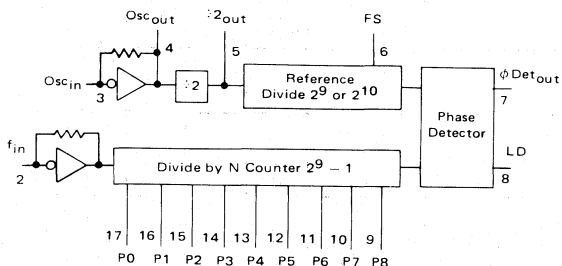 Osc_out
÷2_out
FS
4
5
6
Osc_in
3
÷2
Reference
Divide 2^9 or 2^10
φDet_out
7
Phase
Detector
f_in
2
Divide by N Counter 2^9 – 1
LD
8
17 16 15 14 13 12 11 10 9
P0 P1 P2 P3 P4 P5 P6 P7 P8